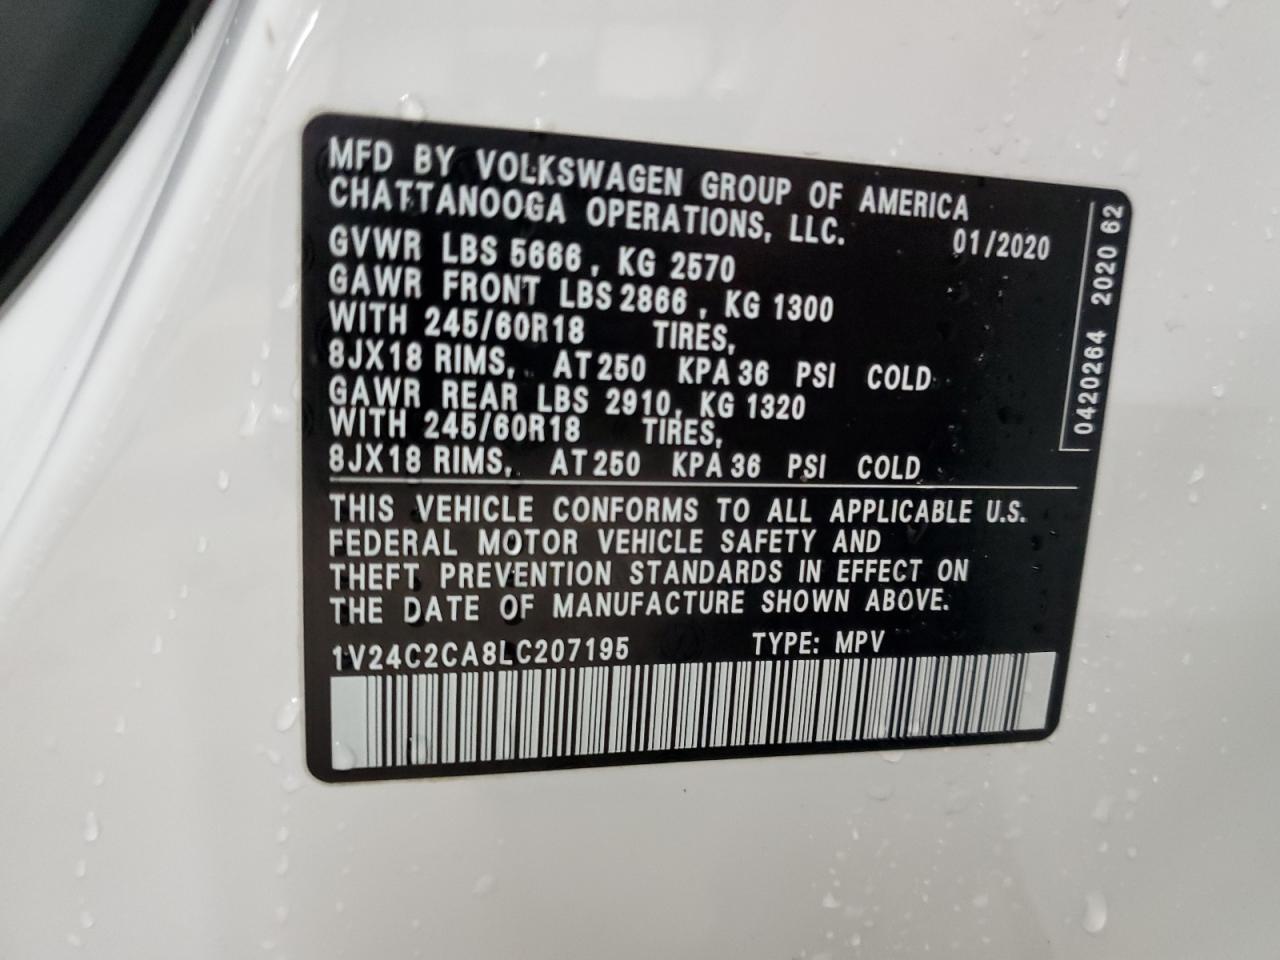 MFD BY VOLKSWAGEN GROUP OF AMERICA
CHATTANOOGA OPERATIONS, LLC.
01/2020
GVWR LBS 5666, KG 2570
GAWR FRONT LBS 2866, KG 1300
WITH 245/60R18 TIRES,
8JX18 RIMS, AT 250 KPA 36 PSI COLD
GAWR REAR LBS 2910, KG 1320
WITH 245/60R18 TIRES,
8JX18 RIMS, AT 250 KPA 36 PSI COLD
THIS VEHICLE CONFORMS TO ALL APPLICABLE U.S.
FEDERAL MOTOR VEHICLE SAFETY AND
THEFT PREVENTION STANDARDS IN EFFECT ON
THE DATE OF MANUFACTURE SHOWN ABOVE.
1V24C2CA8LC207195 TYPE: MPV
0420264 2020 62